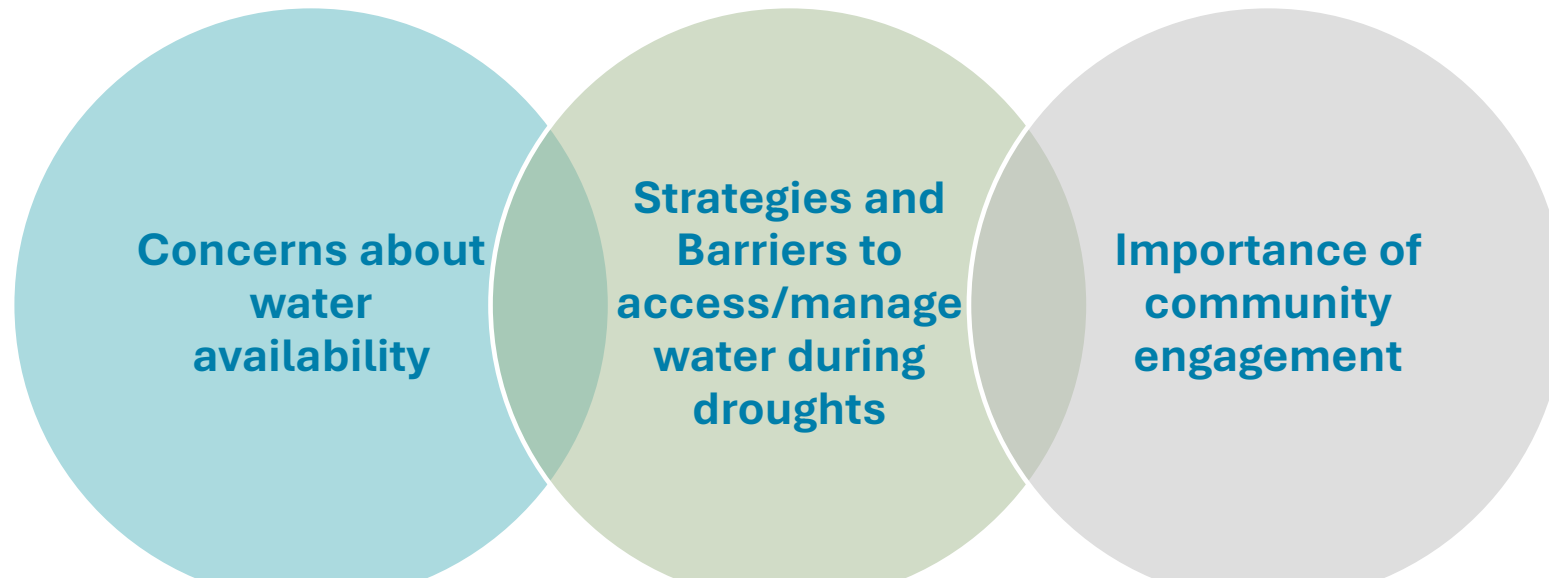 Concerns about
water
availability
Strategies and
Barriers to
access/manage
water during
droughts
Importance of
community
engagement